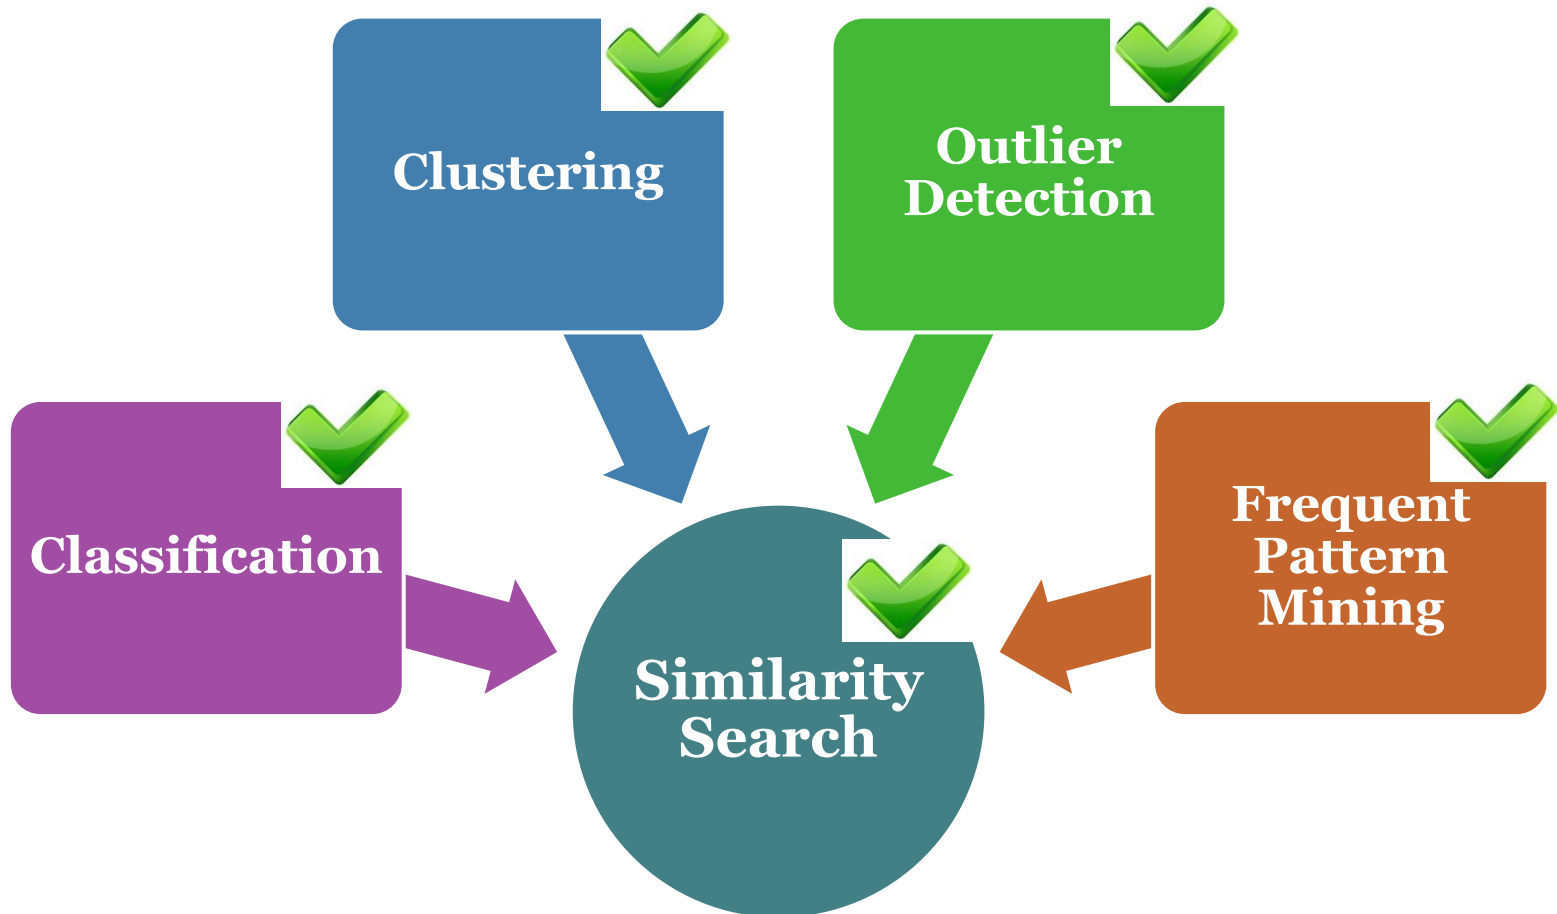 Clustering
Outlier
Detection
Classification
Frequent
Pattern
Mining
Similarity
Search